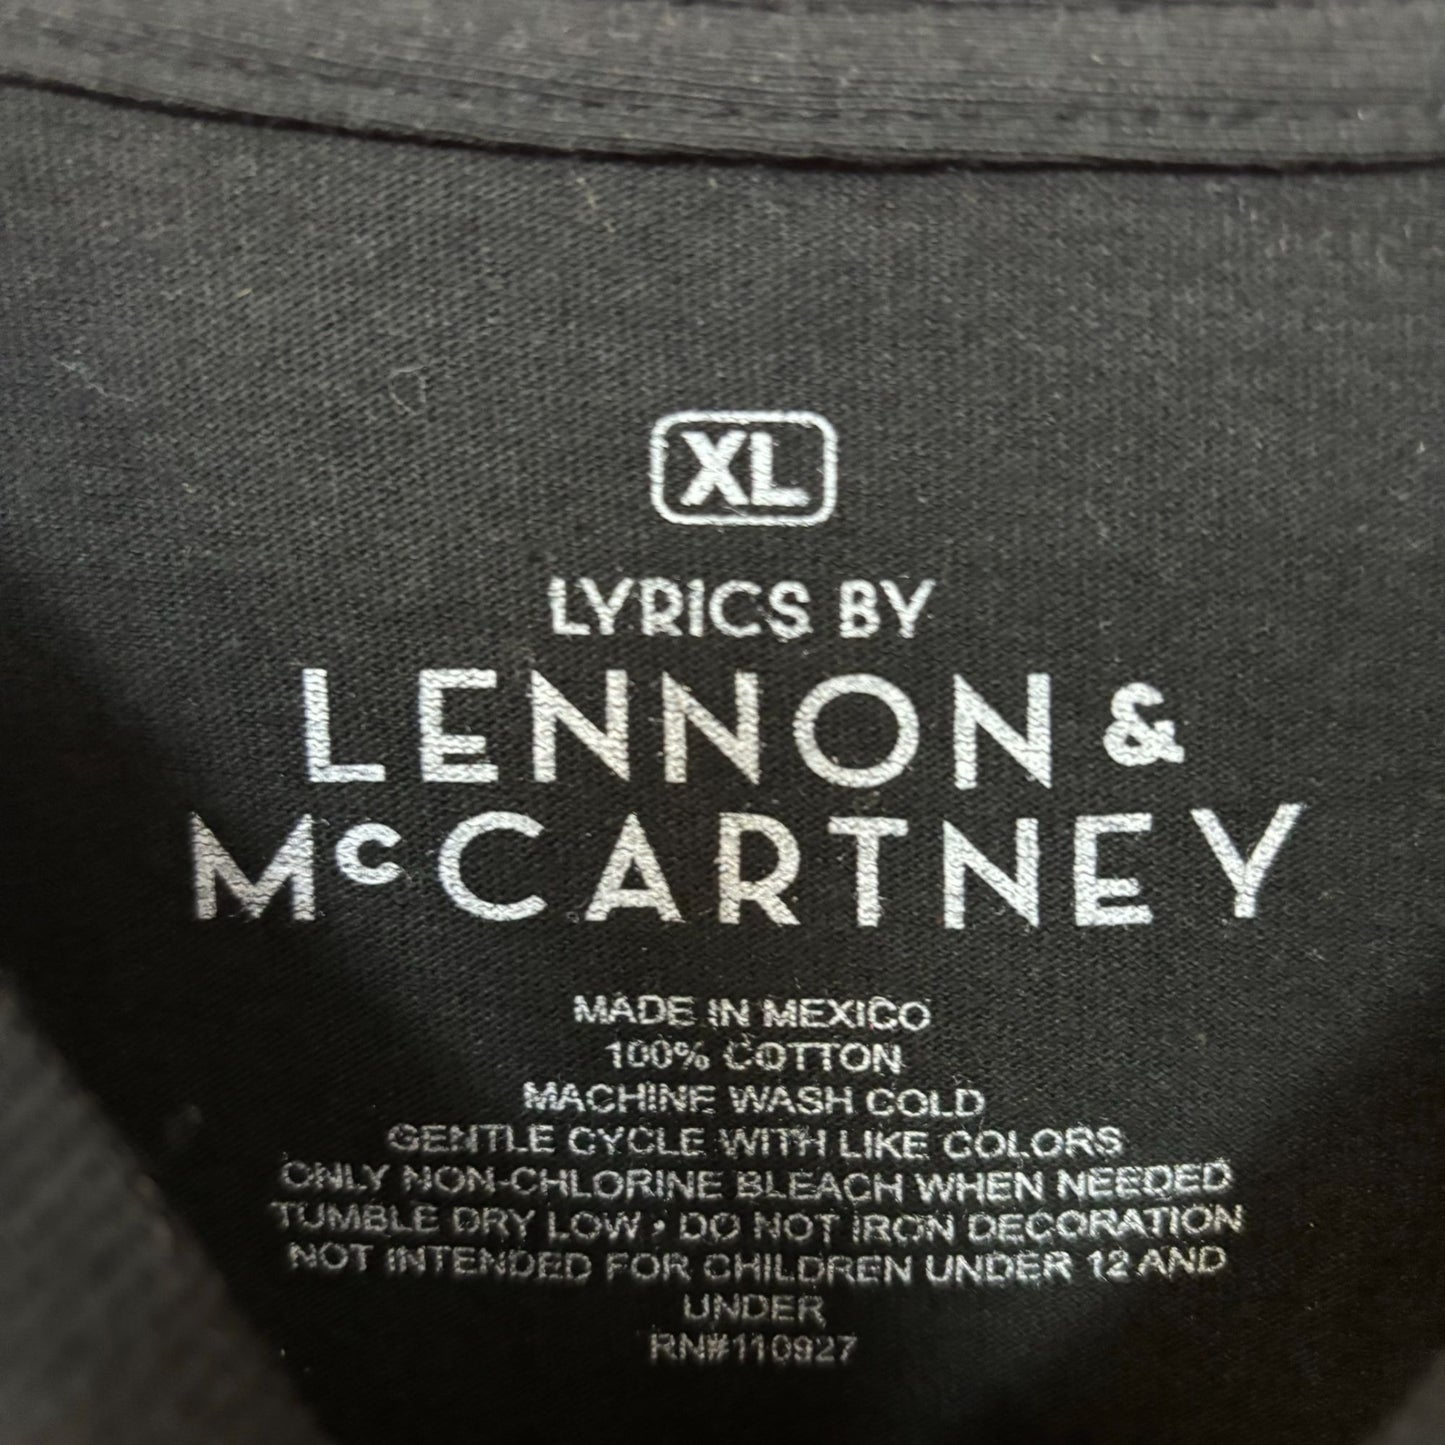 XL
LYRICS BY
LENNON &
McCARTNEY
MADE IN MEXICO
100% COTTON
MACHINE WASH COLD
GENTLE CYCLE WITH LIKE COLORS
ONLY NON-CHLORINE BLEACH WHEN NEEDED
TUMBLE DRY LOW • DO NOT IRON DECORATION
NOT INTENDED FOR CHILDREN UNDER 12 AND
UNDER
RN#110927